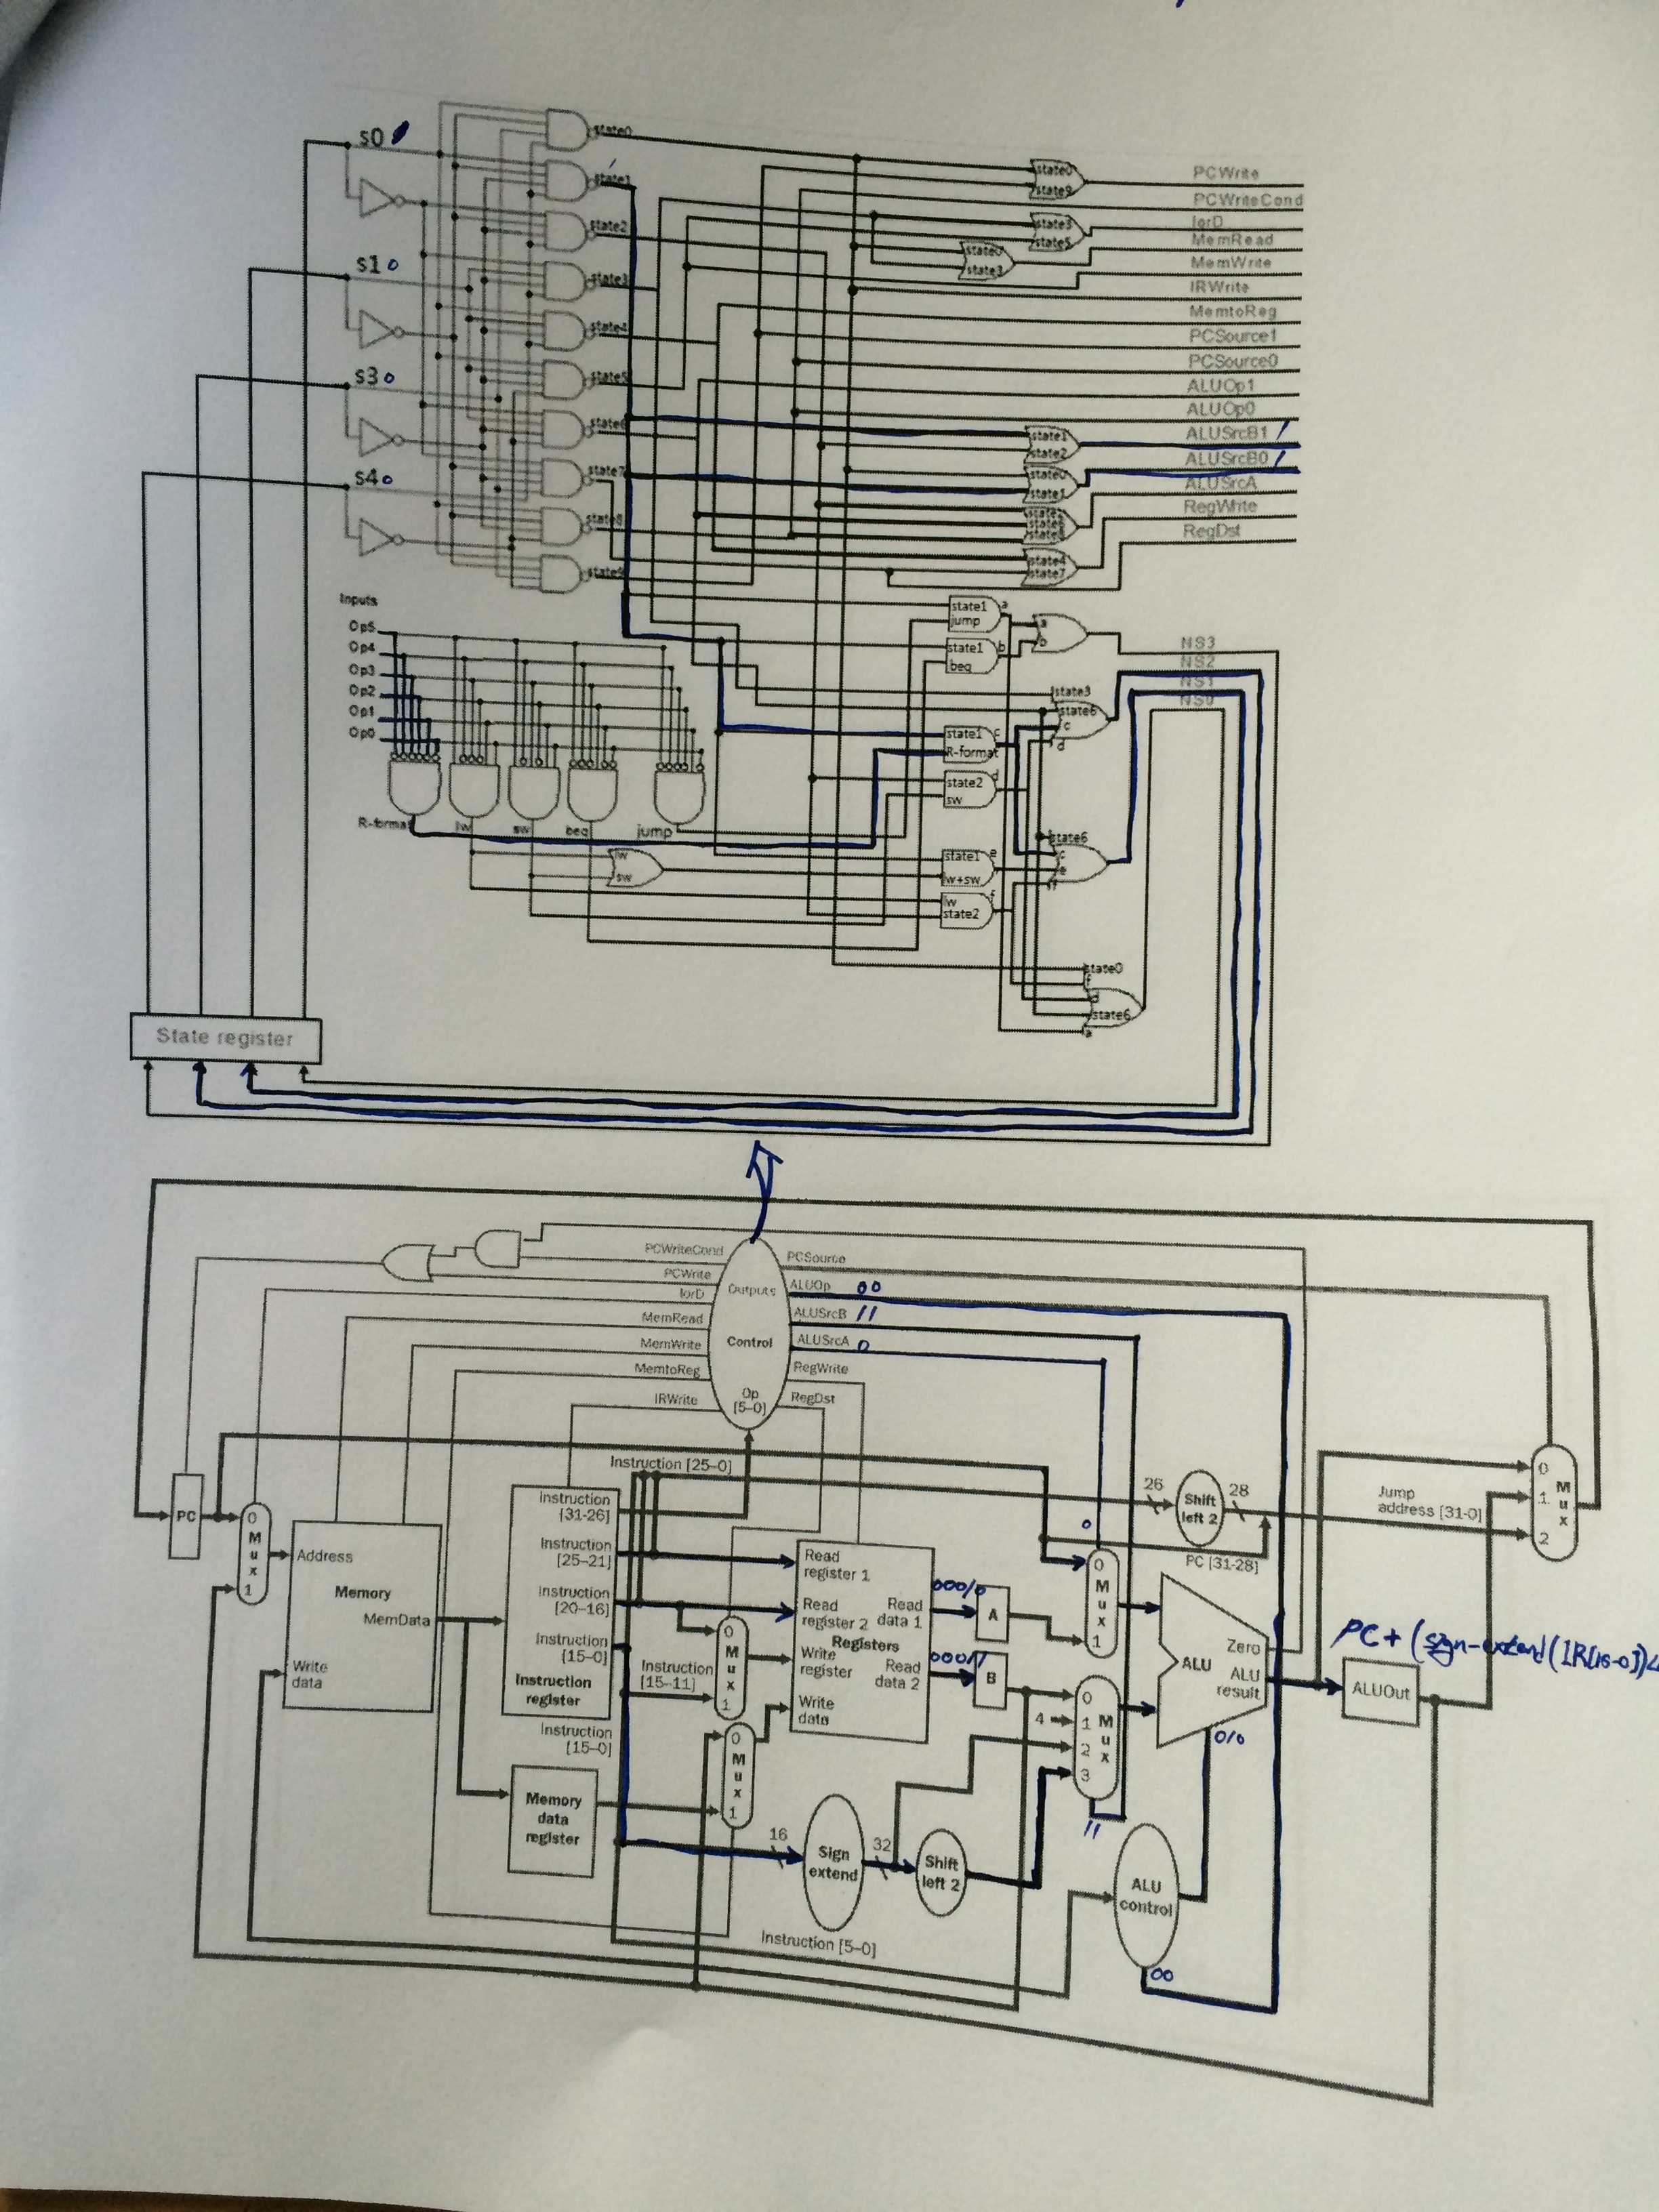 s0
state0
state1
state2
state3
state4
state5
state6
state7
state8
state9
s1 0
s3 0
s4 0
state0
state9
state3
state5
state0
state3
state1
state2
state0
state1
state4
state7
PCWrite
PCWriteCond
IorD
MemRead
MemWrite
IRWrite
MemtoReg
PCSource1
PCSource0
ALUOp1
ALUOp0
ALUSrcB1 1
ALUSrcB0 1
ALUSrcA
RegWrite
RegDst
Inputs
Op5
Op4
Op3
Op2
Op1
Op0
R-format
lw
sw
beq
jump
lw
sw
state1 a
jump
state1 b
beq
a
b
state1 c
R-format
state2 d
sw
state1 e
lw+sw
lw f
state2
state3
state6
c
d
state6
c
e
f
state0
f
d
state6
a
NS3
NS2
NS1
NS0
State register
PCWriteCond
PCWrite
IorD
MemRead
MemWrite
MemtoReg
IRWrite
Outputs
Control
Op
[5–0]
PCSource
ALUOp 00
ALUSrcB 11
ALUSrcA 0
RegWrite
RegDst
PC
0
Mux
1
Address
Memory
MemData
Write
data
Instruction [25–0]
Instruction
[31-26]
Instruction
[25–21]
Instruction
[20–16]
Instruction
[15–0]
Instruction
register
Instruction
[15–0]
Memory
data
register
Instruction
[15–11]
0
Mux
1
0
Mux
1
Read
register 1
Read
register 2
Registers
Write
register
Write
data
Read
data 1
Read
data 2
00010
00011
A
B
4
0
0
Mux
1
0
1
2
3
Mux
11
16
Sign
extend
32
Shift
left 2
Instruction [5–0]
26
Shift
left 2
28
PC [31-28]
Jump
address [31-0]
Zero
ALU
ALU
result
010
ALU
control
00
PC + (sign-extend (IR[15-0])<
ALUOut
0
1
2
Mux